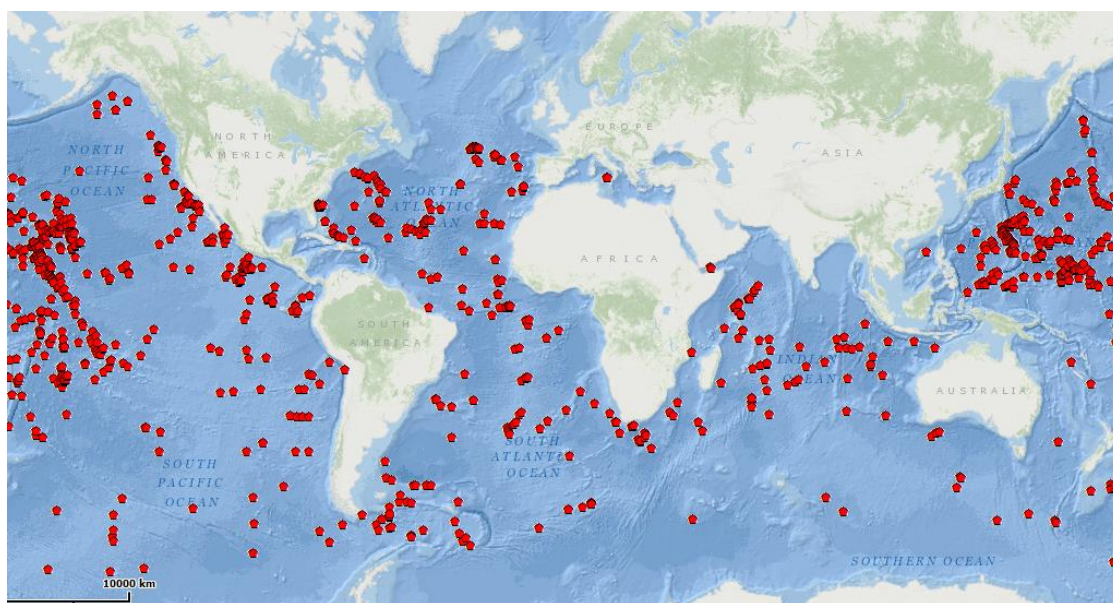 NORTH
AMERICA
NORTH
PACIFIC
OCEAN
EUROPE
ASIA
NORTH
ATLANTIC
OCEAN
AFRICA
SOUTH
AMERICA
INDIAN
OCEAN
AUSTRALIA
SOUTH
ATLANTIC
OCEAN
SOUTH
PACIFIC
OCEAN
SOUTHERN OCEAN
10000 km